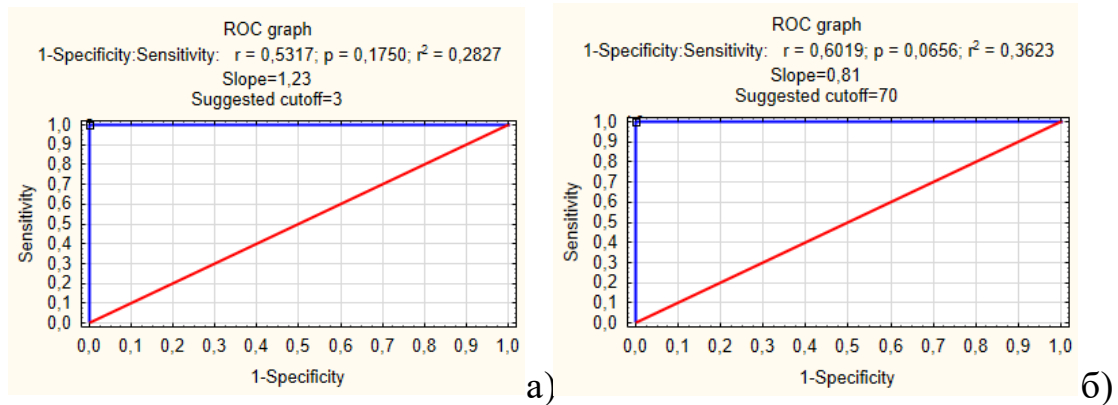 ROC graph
1-Specificity:Sensitivity: r = 0,5317; p = 0,1750; r² = 0,2827
Slope=1,23
Suggested cutoff=3
Sensitivity
1,0
0,9
0,8
0,7
0,6
0,5
0,4
0,3
0,2
0,1
0,0
0,0 0,1 0,2 0,3 0,4 0,5 0,6 0,7 0,8 0,9 1,0
1-Specificity
а)
ROC graph
1-Specificity:Sensitivity: r = 0,6019; p = 0,0656; r² = 0,3623
Slope=0,81
Suggested cutoff=70
Sensitivity
1,0
0,9
0,8
0,7
0,6
0,5
0,4
0,3
0,2
0,1
0,0
0,0 0,1 0,2 0,3 0,4 0,5 0,6 0,7 0,8 0,9 1,0
1-Specificity
б)